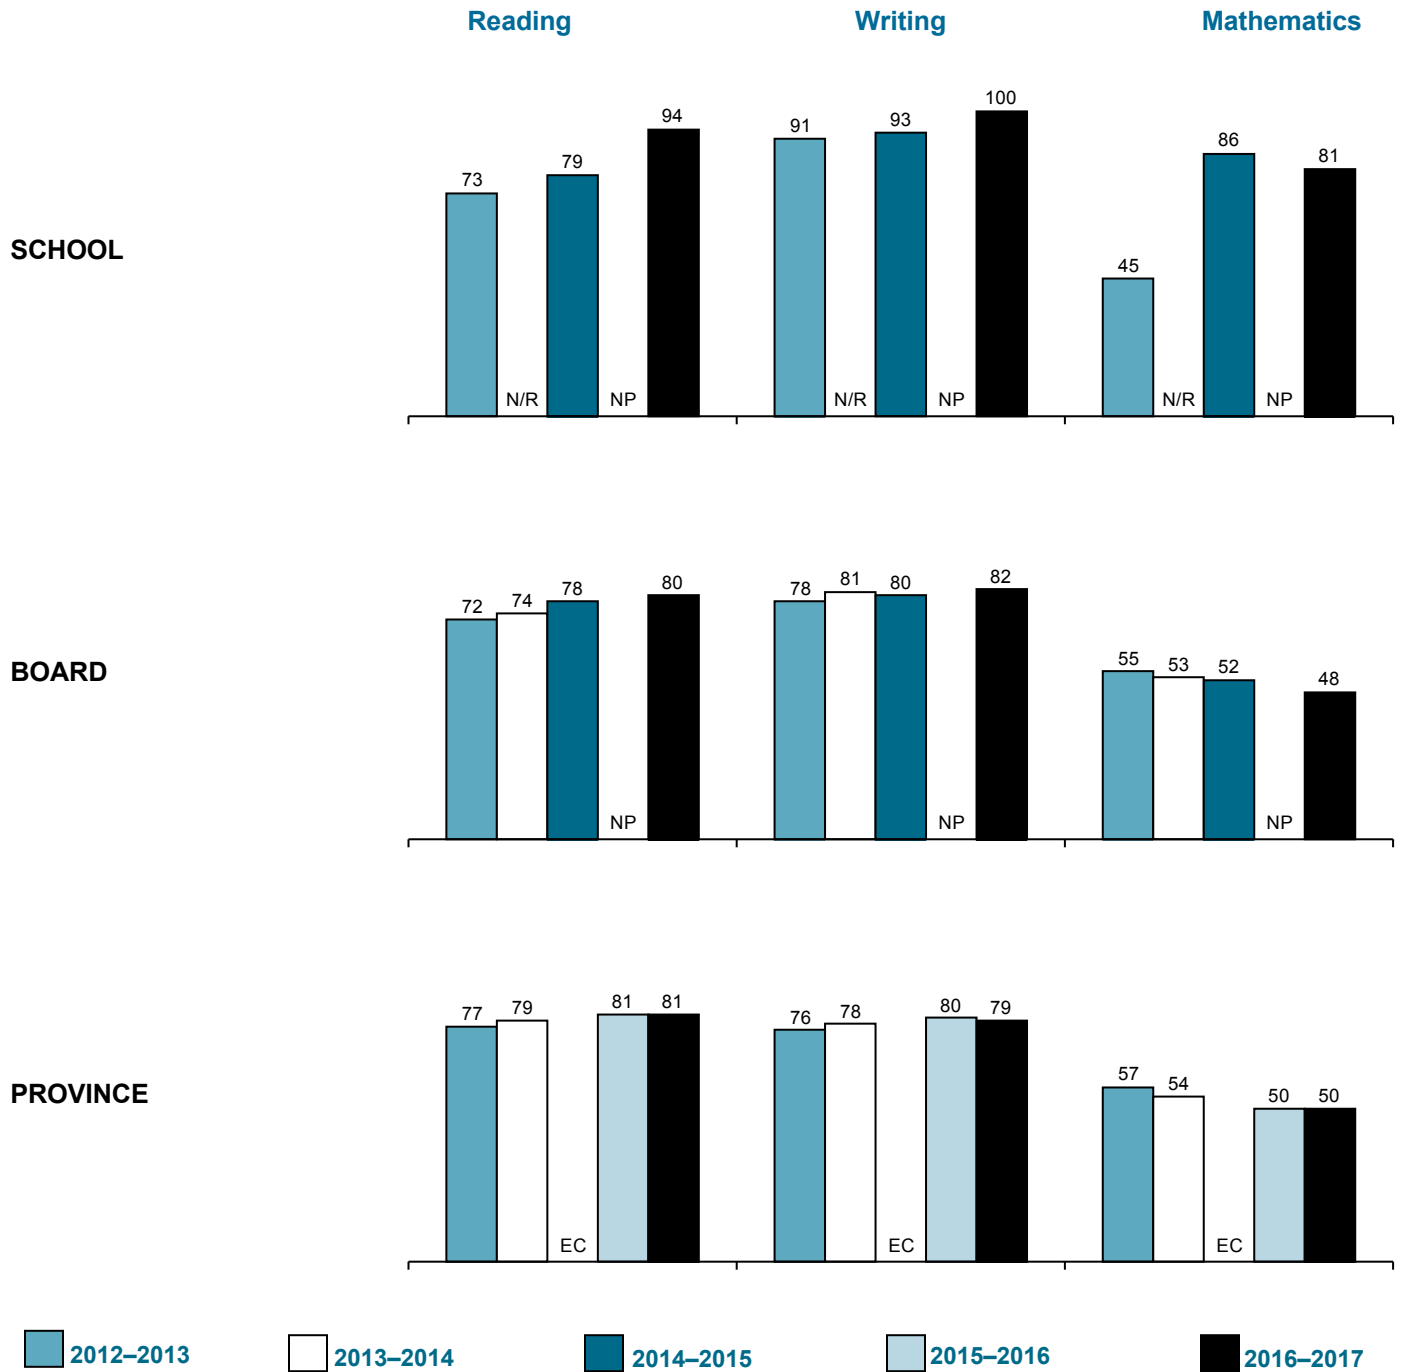 Reading Writing Mathematics
SCHOOL
73 N/R 79 NP 94
91 N/R 93 NP 100
45 N/R 86 NP 81
BOARD
72 74 78 NP 80
78 81 80 NP 82
55 53 52 NP 48
PROVINCE
77 79 EC 81 81
76 78 EC 80 79
57 54 EC 50 50
2012–2013 2013–2014 2014–2015 2015–2016 2016–2017